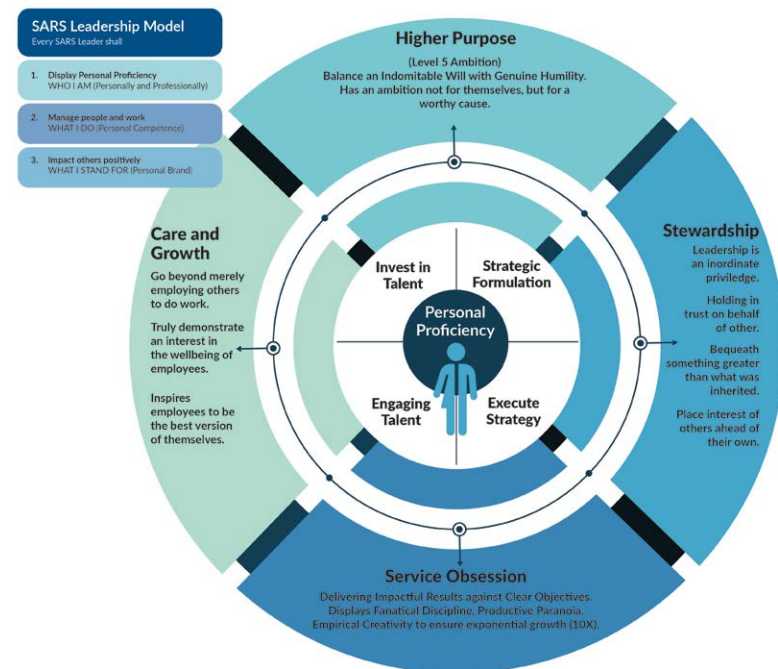 SARS Leadership Model
Every SARS Leader shall
1. Display Personal Proficiency
WHO I AM (Personally and Professionally)
2. Manage people and work
WHAT I DO (Personal Competence)
3. Impact others positively
WHAT I STAND FOR (Personal Brand)
Higher Purpose
(Level 5 Ambition)
Balance an Indomitable Will with Genuine Humility.
Has an ambition not for themselves, but for a
worthy cause.
Care and
Growth
Go beyond merely
employing others
to do work.
Truly demonstrate
an interest in
the wellbeing of
employees.
Inspires
employees to be
the best version
of themselves.
Invest in
Talent
Strategic
Formulation
Personal
Proficiency
Engaging
Talent
Execute
Strategy
Stewardship
Leadership is
an inordinate
priviledge.
Holding in
trust on behalf
of other.
Bequeath
something greater
than what was
inherited.
Place interest of
others ahead of
their own.
Service Obsession
Delivering Impactful Results against Clear Objectives.
Displays Fanatical Discipline, Productive Paranoia,
Empirical Creativity to ensure exponential growth (10X).